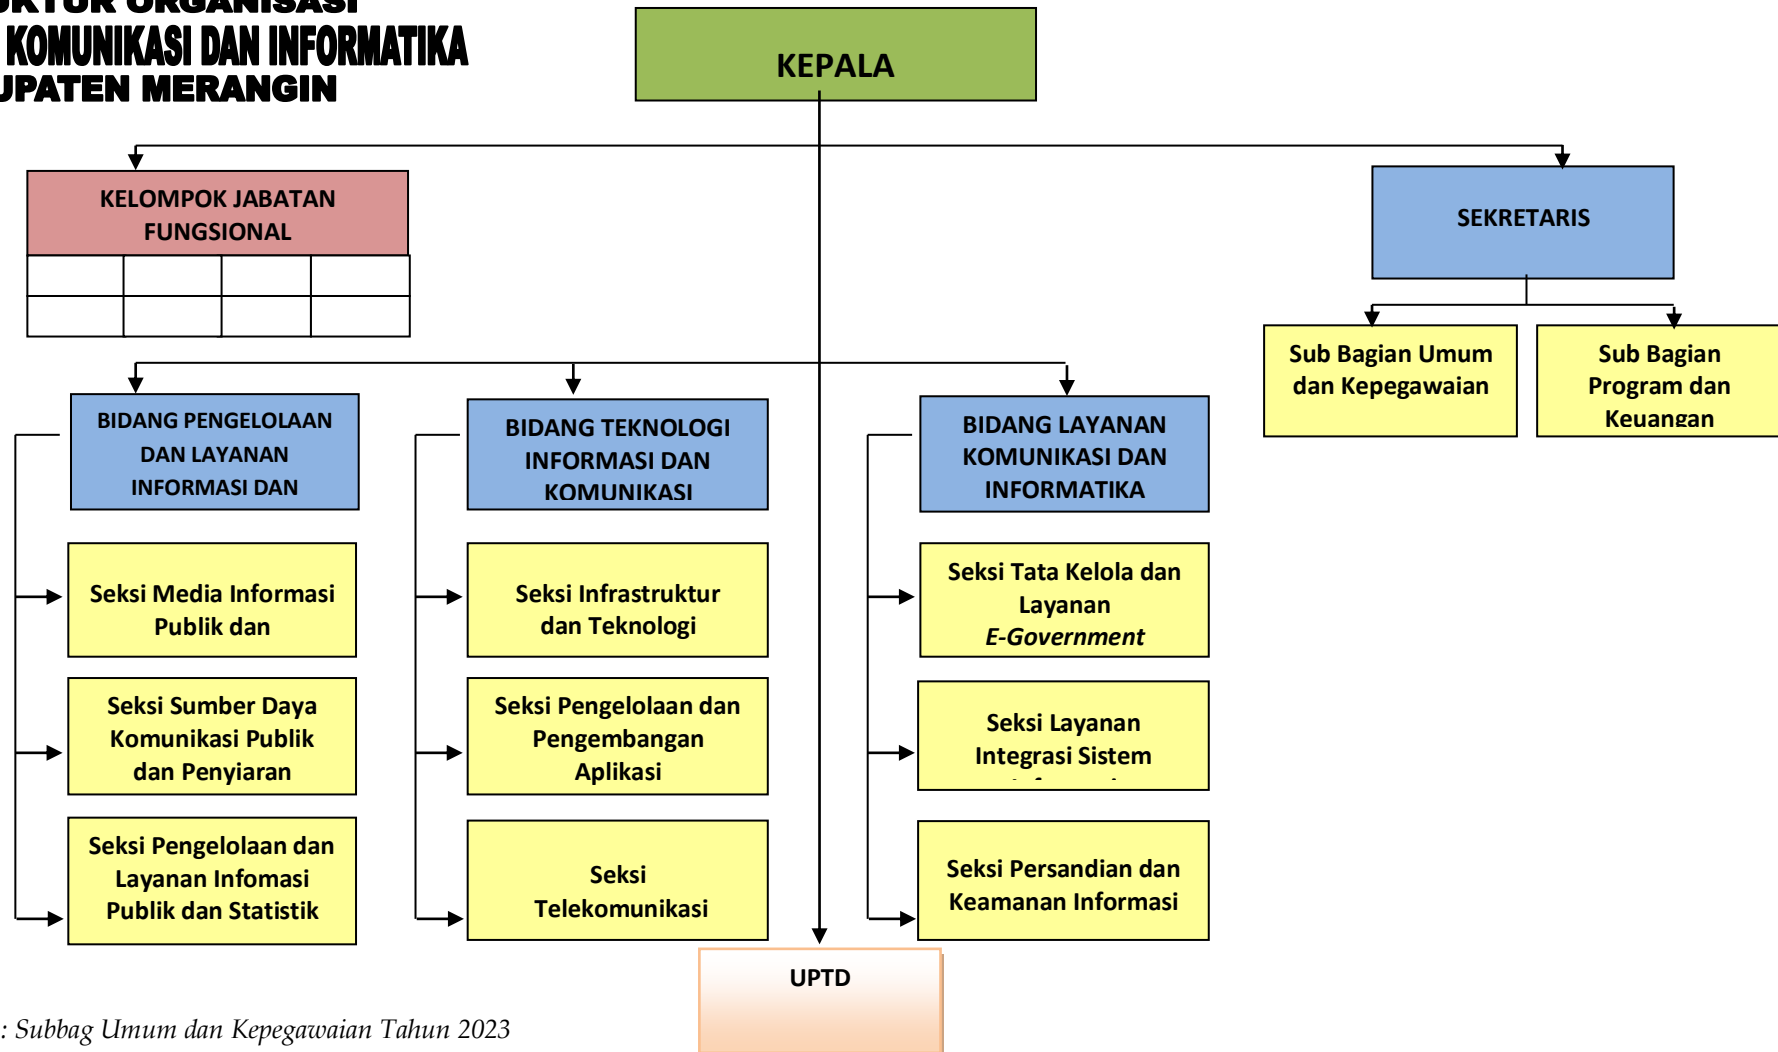 UKTUR ORGANISASI
KOMUNIKASI DAN INFORMATIKA
UPATEN MERANGIN
KEPALA
KELOMPOK JABATAN
FUNGSIONAL
SEKRETARIS
Sub Bagian Umum
dan Kepegawaian
Sub Bagian
Program dan
Keuangan
BIDANG PENGELOLAAN
DAN LAYANAN
INFORMASI DAN
BIDANG TEKNOLOGI
INFORMASI DAN
KOMUNIKASI
BIDANG LAYANAN
KOMUNIKASI DAN
INFORMATIKA
Seksi Media Informasi
Publik dan
Seksi Infrastruktur
dan Teknologi
Seksi Tata Kelola dan
Layanan
E-Government
Seksi Sumber Daya
Komunikasi Publik
dan Penyiaran
Seksi Pengelolaan dan
Pengembangan
Aplikasi
Seksi Layanan
Integrasi Sistem
Seksi Pengelolaan dan
Layanan Infomasi
Publik dan Statistik
Seksi
Telekomunikasi
Seksi Persandian dan
Keamanan Informasi
UPTD
: Subbag Umum dan Kepegawaian Tahun 2023